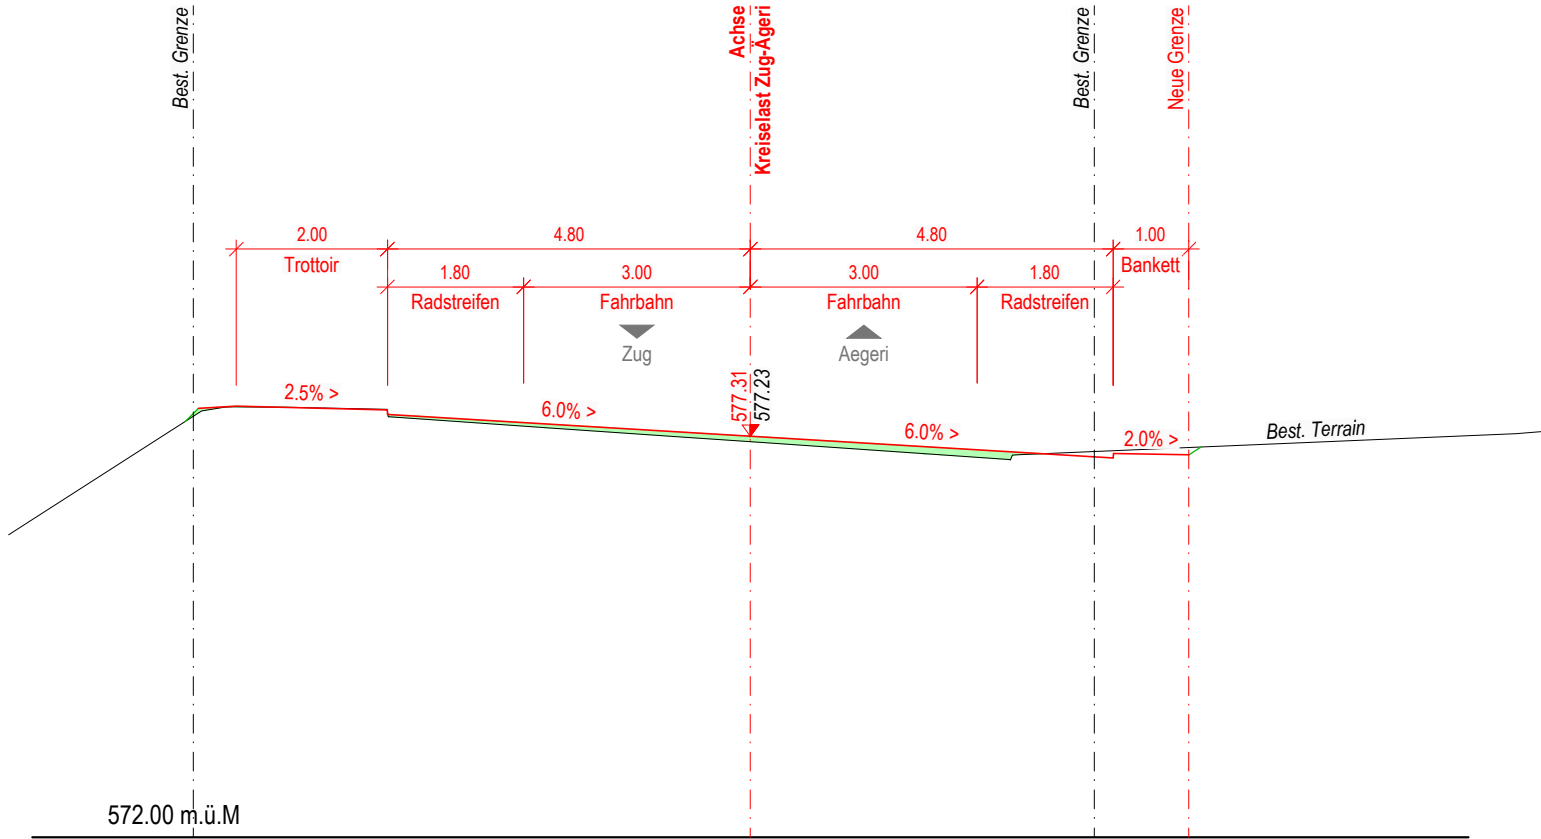 Best. Grenze
Achse
Kreiselast Zug-Ägeri
Best. Grenze
Neue Grenze
2.00
4.80
4.80
1.00
Trottoir
Bankett
1.80
3.00
3.00
1.80
Radstreifen
Fahrbahn
Fahrbahn
Radstreifen
Zug
Aegeri
577.31
577.23
2.5% >
6.0% >
6.0% >
2.0% >
Best. Terrain
572.00 m.ü.M